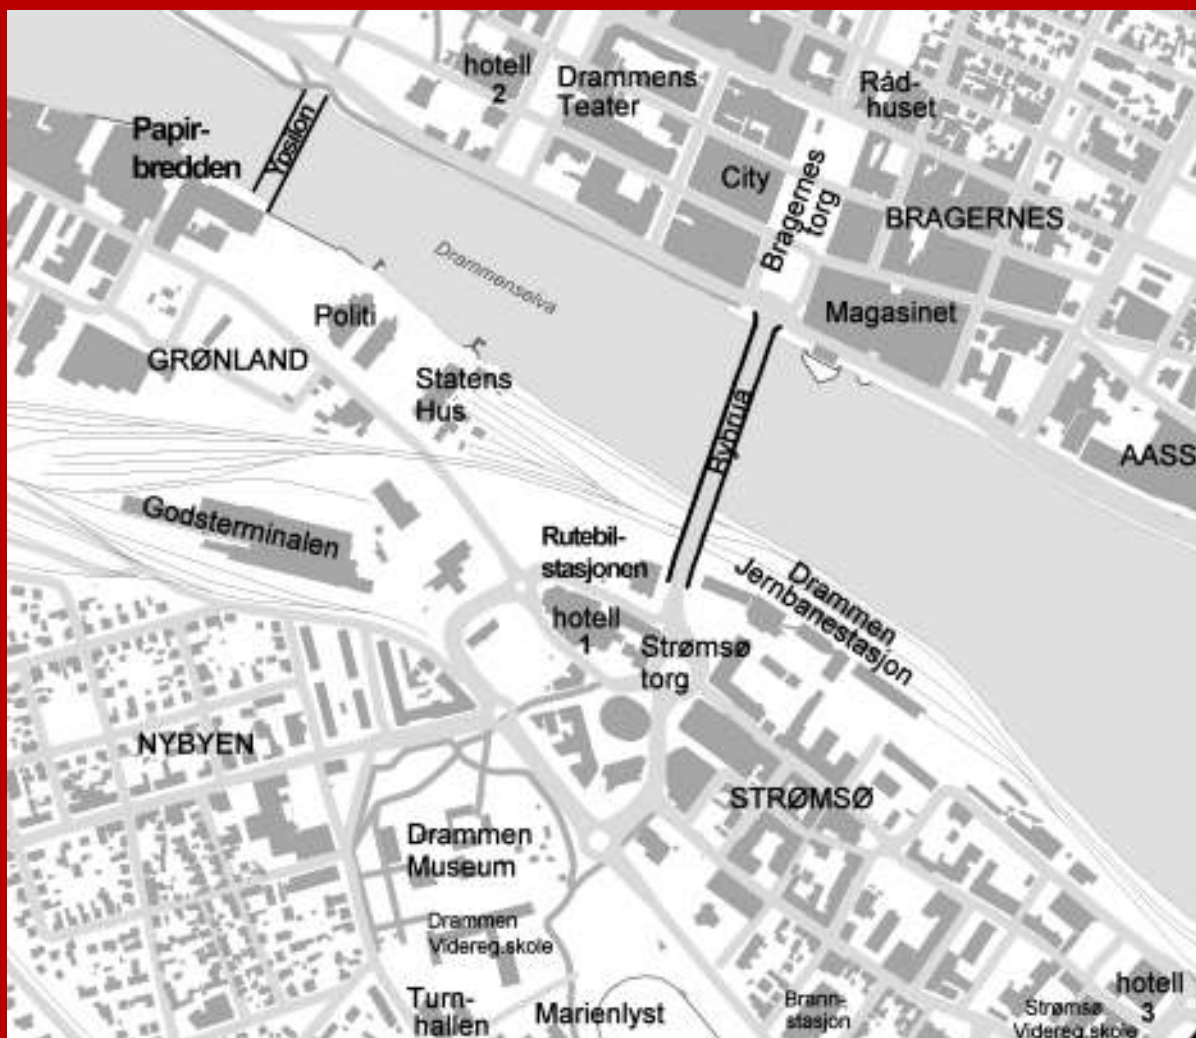 hotell
2
Drammens
Teater
Råd-
huset
Papir-
bredden
Ypsilon
City
Bragernes
torg
BRAGERNES
Drammenselva
Politi
Magasinet
GRØNLAND
Statens
Hus
Bybrua
AASS
Godsterminalen
Rutebil-
stasjonen
Drammen
Jernbanestasjon
hotell
1
Strømsø
torg
NYBYEN
STRØMSØ
Drammen
Museum
Drammen
Videreg.skole
Turn-
hallen
Marienlyst
Brann-
stasjon
Strømsø
Videreg.skole
hotell
3